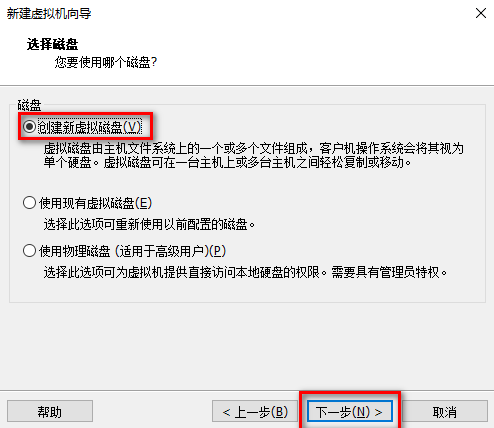 新建虚拟机向导
选择磁盘
您要使用哪个磁盘?
磁盘
创建新虚拟磁盘(V)
虚拟磁盘由主机文件系统上的一个或多个文件组成，客户机操作系统会将其视为
单个硬盘。虚拟磁盘可在一台主机上或多台主机之间轻松复制或移动。
使用现有虚拟磁盘(E)
选择此选项可重新使用以前配置的磁盘。
使用物理磁盘 (适用于高级用户)(P)
选择此选项可为虚拟机提供直接访问本地硬盘的权限。需要具有管理员特权。
帮助
< 上一步(B)
下一步(N) >
取消